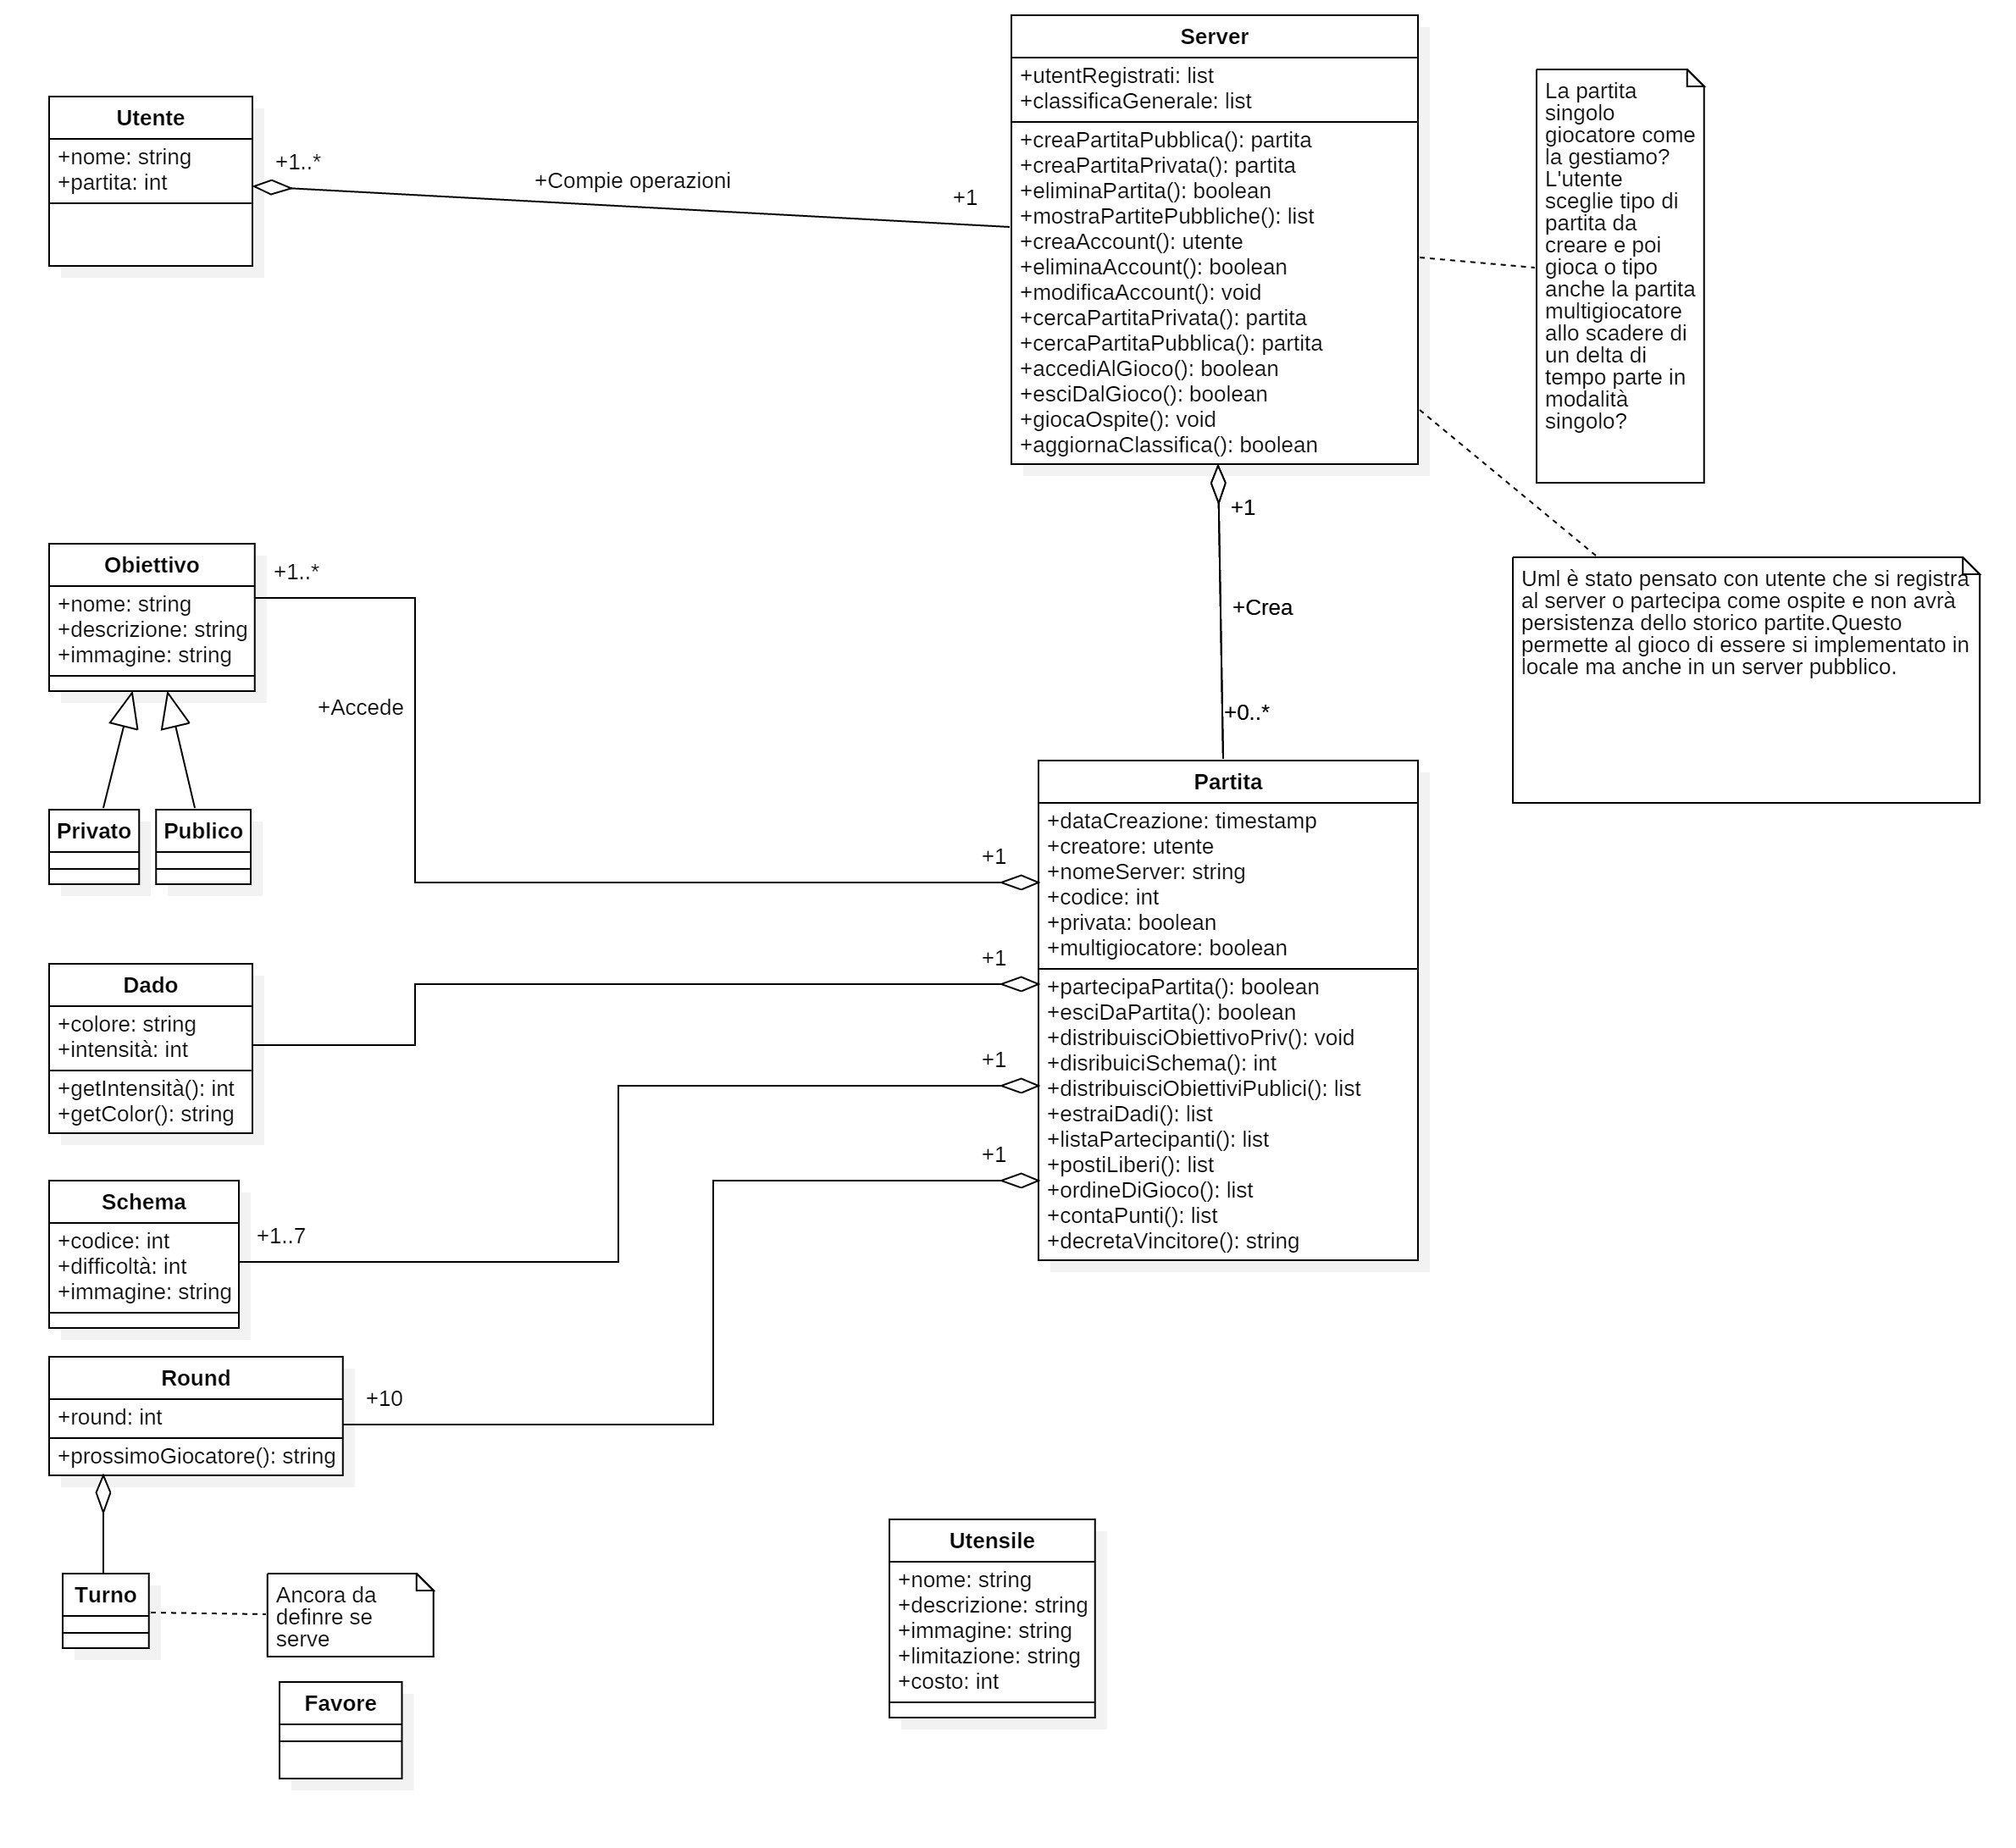 Server
+utentRegistrati: list
+classificaGenerale: list
+creaPartitaPubblica(): partita
+creaPartitaPrivata(): partita
+eliminaPartita(): boolean
+mostraPartitePubbliche(): list
+creaAccount(): utente
+eliminaAccount(): boolean
+modificaAccount(): void
+cercaPartitaPrivata(): partita
+cercaPartitaPubblica(): partita
+accediAlGioco(): boolean
+esciDalGioco(): boolean
+giocaOspite(): void
+aggiornaClassifica(): boolean
La partita
singolo
giocatore come
la gestiamo?
L'utente
sceglie tipo di
partita da
creare e poi
gioca o tipo
anche la partita
multigiocatore
allo scadere di
un delta di
tempo parte in
modalità
singolo?
Utente
+nome: string
+partita: int
+1..*
+Compie operazioni
+1
+1
+Crea
+0..*
Uml è stato pensato con utente che si registra
al server o partecipa come ospite e non avrà
persistenza dello storico partite.Questo
permette al gioco di essere si implementato in
locale ma anche in un server pubblico.
Obiettivo
+nome: string
+descrizione: string
+immagine: string
+1..*
+Accede
+1
Privato
Publico
Partita
+dataCreazione: timestamp
+creatore: utente
+nomeServer: string
+codice: int
+privata: boolean
+multigiocatore: boolean
+partecipaPartita(): boolean
+esciDaPartita(): boolean
+distribuisciObiettivoPriv(): void
+disribuiciSchema(): int
+distribuisciObiettiviPublici(): list
+estraiDadi(): list
+listaPartecipanti(): list
+postiLiberi(): list
+ordineDiGioco(): list
+contaPunti(): list
+decretaVincitore(): string
Dado
+colore: string
+intensità: int
+getIntensità(): int
+getColor(): string
+1
Schema
+codice: int
+difficoltà: int
+immagine: string
+1..7
+1
Round
+round: int
+prossimoGiocatore(): string
+10
+1
Turno
Ancora da
definre se
serve
Favore
Utensile
+nome: string
+descrizione: string
+immagine: string
+limitazione: string
+costo: int